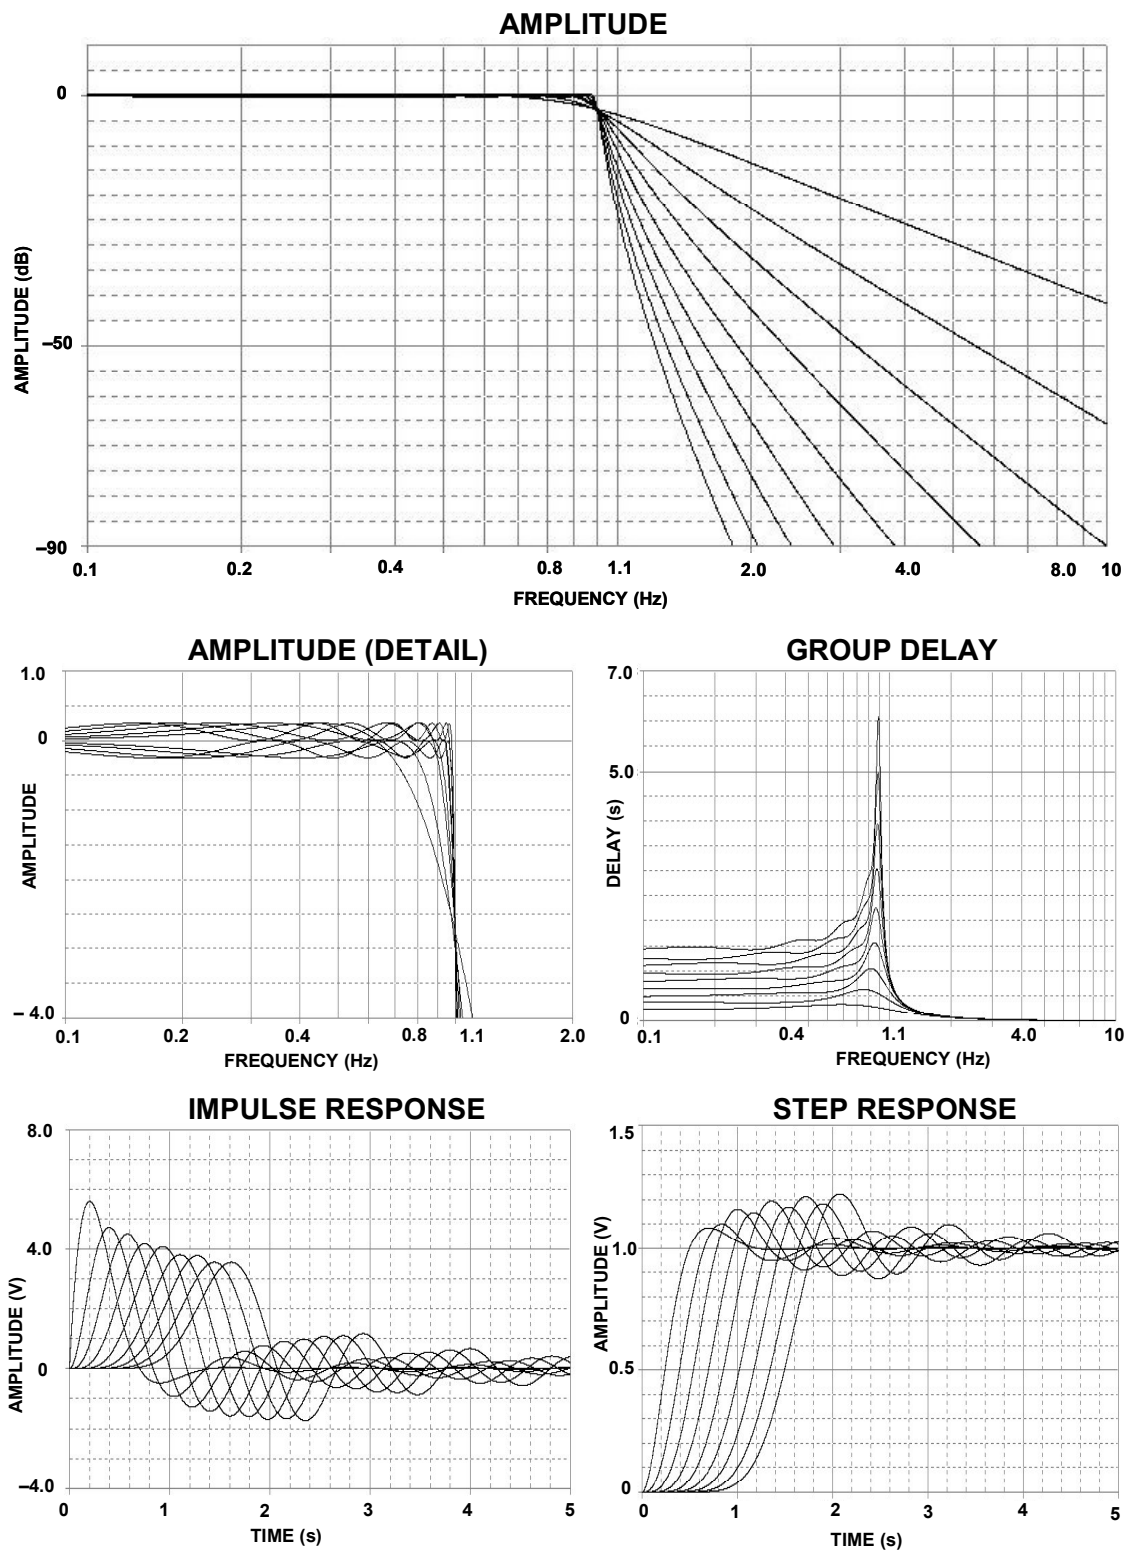 AMPLITUDE
0
–50
–90
AMPLITUDE (dB)
0.1 0.2 0.4 0.8 1.1 2.0 4.0 8.0 10
FREQUENCY (Hz)
AMPLITUDE (DETAIL)
1.0
0
– 4.0
AMPLITUDE
0.1 0.2 0.4 0.8 1.1 2.0
FREQUENCY (Hz)
GROUP DELAY
7.0
5.0
0
DELAY (s)
0.1 0.4 1.1 4.0 10
FREQUENCY (Hz)
IMPULSE RESPONSE
8.0
4.0
0
–4.0
AMPLITUDE (V)
0 1 2 3 4 5
TIME (s)
STEP RESPONSE
1.5
1.0
0.5
0
AMPLITUDE (V)
0 1 2 3 4 5
TIME (s)